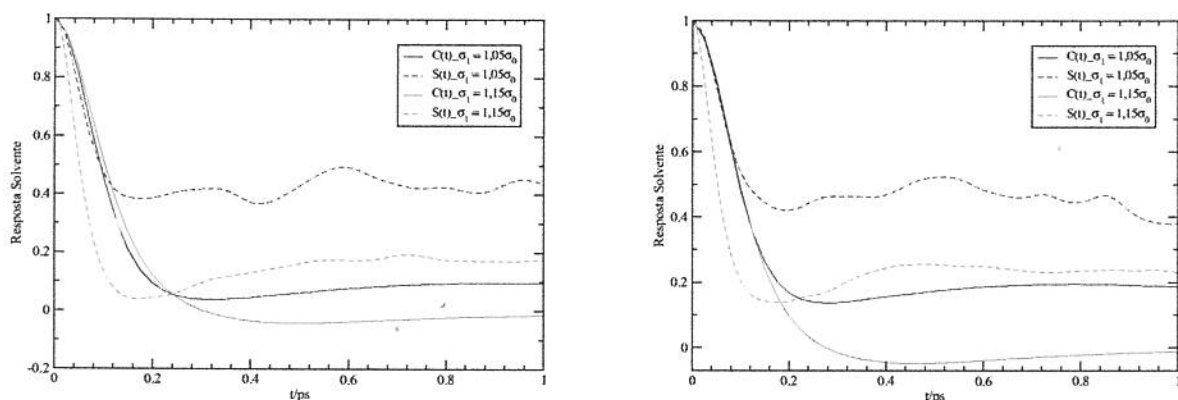 1
0.8
0.6
0.4
0.2
0
-0.2
Resposta Solvente
0 0.2 0.4 0.6 0.8 1
t/ps
C(t)_σ₁ = 1,05σ₀
S(t)_σ₁ = 1,05σ₀
C(t)_σ₁ = 1,15σ₀
S(t)_σ₁ = 1,15σ₀
1
0.8
0.6
0.4
0.2
0
Resposta Solvente
0 0.2 0.4 0.6 0.8 1
t/ps
C(t)_σ₁ = 1,05σ₀
S(t)_σ₁ = 1,05σ₀
C(t)_σ₁ = 1,15σ₀
S(t)_σ₁ = 1,15σ₀